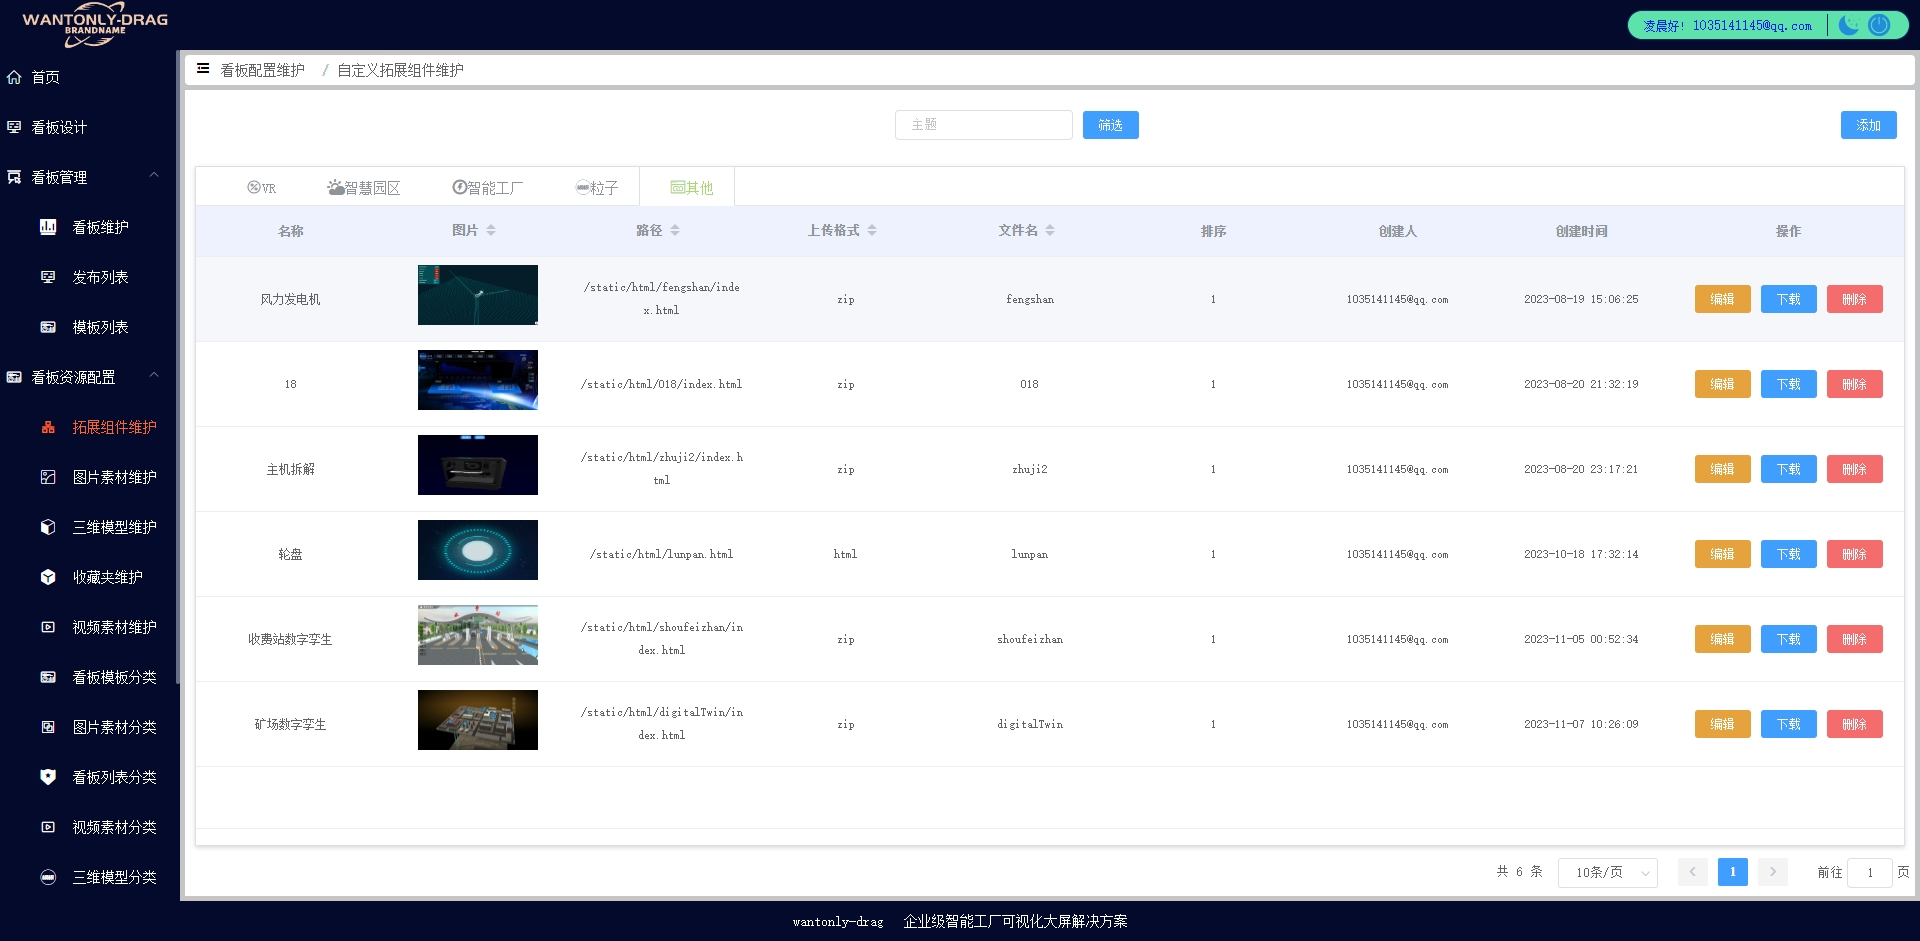 WANTONLY-DRAG
BRANDNAME
凌晨好! 1035141145@qq.com
首页
看板设计
看板管理
看板维护
发布列表
模板列表
看板资源配置
拓展组件维护
图片素材维护
三维模型维护
收藏夹维护
视频素材维护
看板模板分类
图片素材分类
看板列表分类
视频素材分类
三维模型分类
看板配置维护 / 自定义拓展组件维护
主题 筛选 添加
VR 智慧园区 智能工厂 粒子 其他
名称 图片 路径 上传格式 文件名 排序 创建人 创建时间 操作
风力发电机 /static/html/fengshan/inde
x.html zip fengshan 1 1035141145@qq.com 2023-08-19 15:06:25 编辑 下载 删除
18 /static/html/018/index.html zip 018 1 1035141145@qq.com 2023-08-20 21:32:19 编辑 下载 删除
主机拆解 /static/html/zhuji2/index.h
tml zip zhuji2 1 1035141145@qq.com 2023-08-20 23:17:21 编辑 下载 删除
轮盘 /static/html/lunpan.html html lunpan 1 1035141145@qq.com 2023-10-18 17:32:14 编辑 下载 删除
收费站数字孪生 /static/html/shoufeizhan/in
dex.html zip shoufeizhan 1 1035141145@qq.com 2023-11-05 00:52:34 编辑 下载 删除
矿场数字孪生 /static/html/digitalTwin/in
dex.html zip digitalTwin 1 1035141145@qq.com 2023-11-07 10:26:09 编辑 下载 删除
共 6 条 10条/页 1 前往 1 页
wantonly-drag 企业级智能工厂可视化大屏解决方案